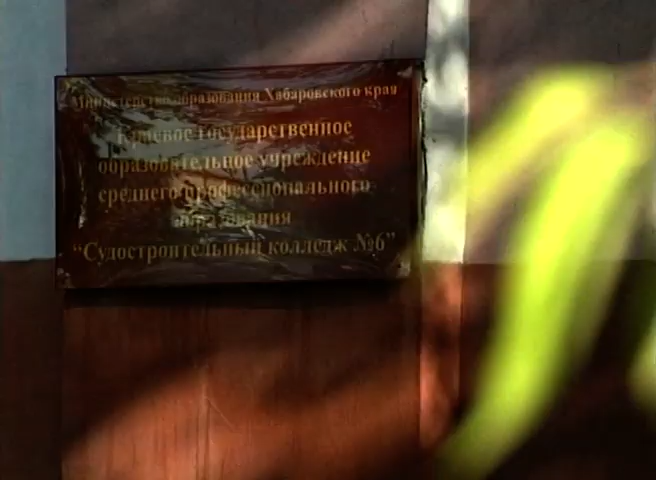 Министерство образования Хабаровского края
Краевое государственное
образовательное учреждение
среднего профессионального
образования
“Судостроительный колледж №6”